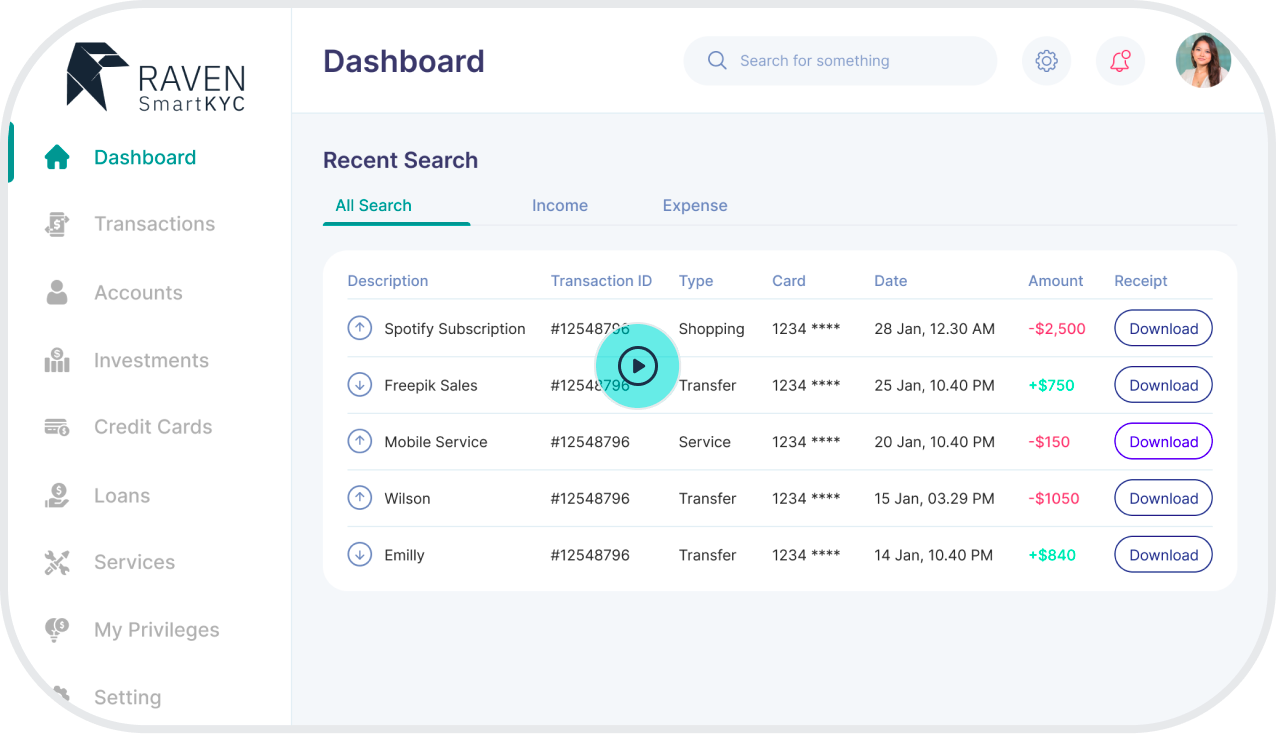 RAVEN
SmartKYC
Dashboard
Transactions
Accounts
Investments
Credit Cards
Loans
Services
My Privileges
Setting
Dashboard
Search for something
Recent Search
All Search Income Expense
Description Transaction ID Type Card Date Amount Receipt
Spotify Subscription #12548796 Shopping 1234 **** 28 Jan, 12.30 AM -$2,500 Download
Freepik Sales #12548796 Transfer 1234 **** 25 Jan, 10.40 PM +$750 Download
Mobile Service #12548796 Service 1234 **** 20 Jan, 10.40 PM -$150 Download
Wilson #12548796 Transfer 1234 **** 15 Jan, 03.29 PM -$1050 Download
Emilly #12548796 Transfer 1234 **** 14 Jan, 10.40 PM +$840 Download